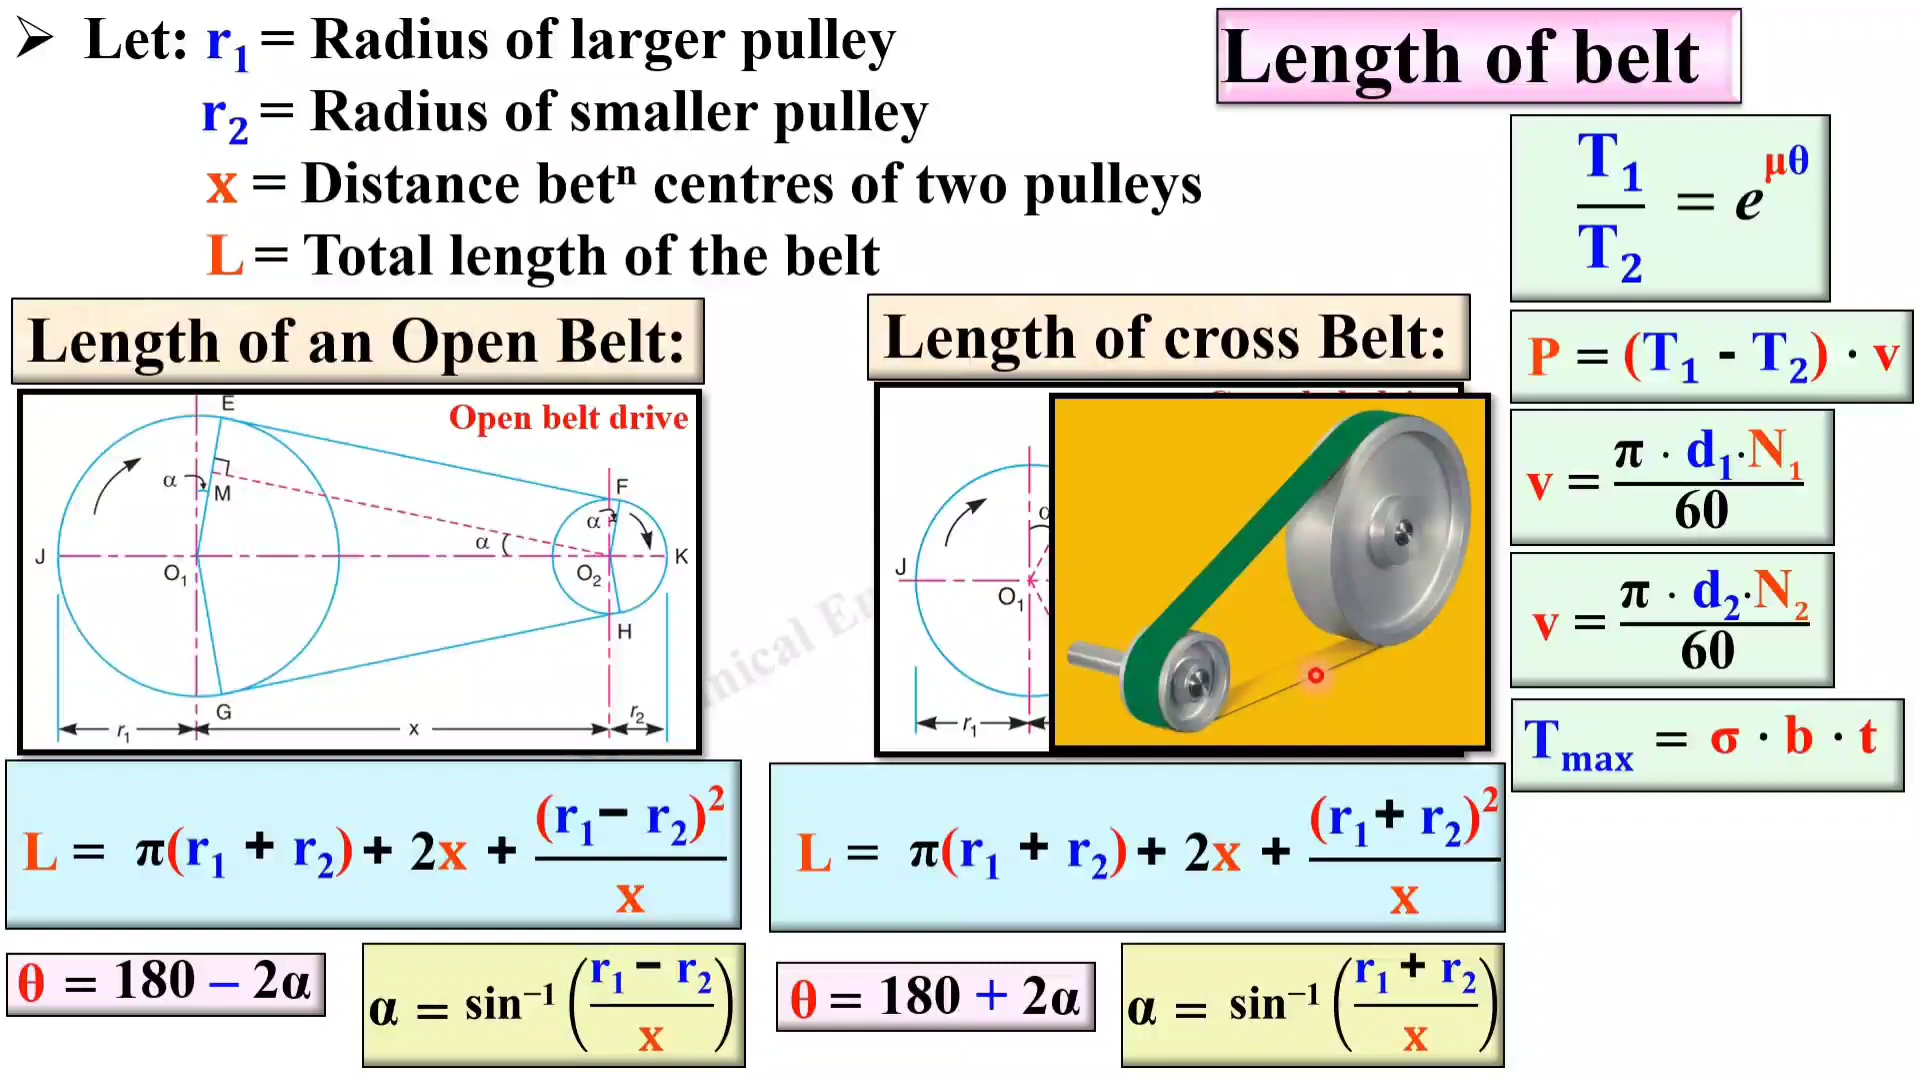 ➢ Let: r₁ = Radius of larger pulley
r₂ = Radius of smaller pulley
x = Distance betⁿ centres of two pulleys
L = Total length of the belt
Length of belt
Length of an Open Belt:
Open belt drive
E
α
M
F
α
α
J
O₁
O₂
K
H
G
r₁
x
r₂
L = π(r₁ + r₂) + 2x + (r₁ − r₂)²/x
θ = 180 − 2α
α = sin⁻¹((r₁ − r₂)/x)
Length of cross Belt:
J
O₁
r₁
L = π(r₁ + r₂) + 2x + (r₁ + r₂)²/x
θ = 180 + 2α
α = sin⁻¹((r₁ + r₂)/x)
T₁/T₂ = e^μθ
P = (T₁ - T₂) · v
v = π · d₁·N₁/60
v = π · d₂·N₂/60
Tmax = σ · b · t